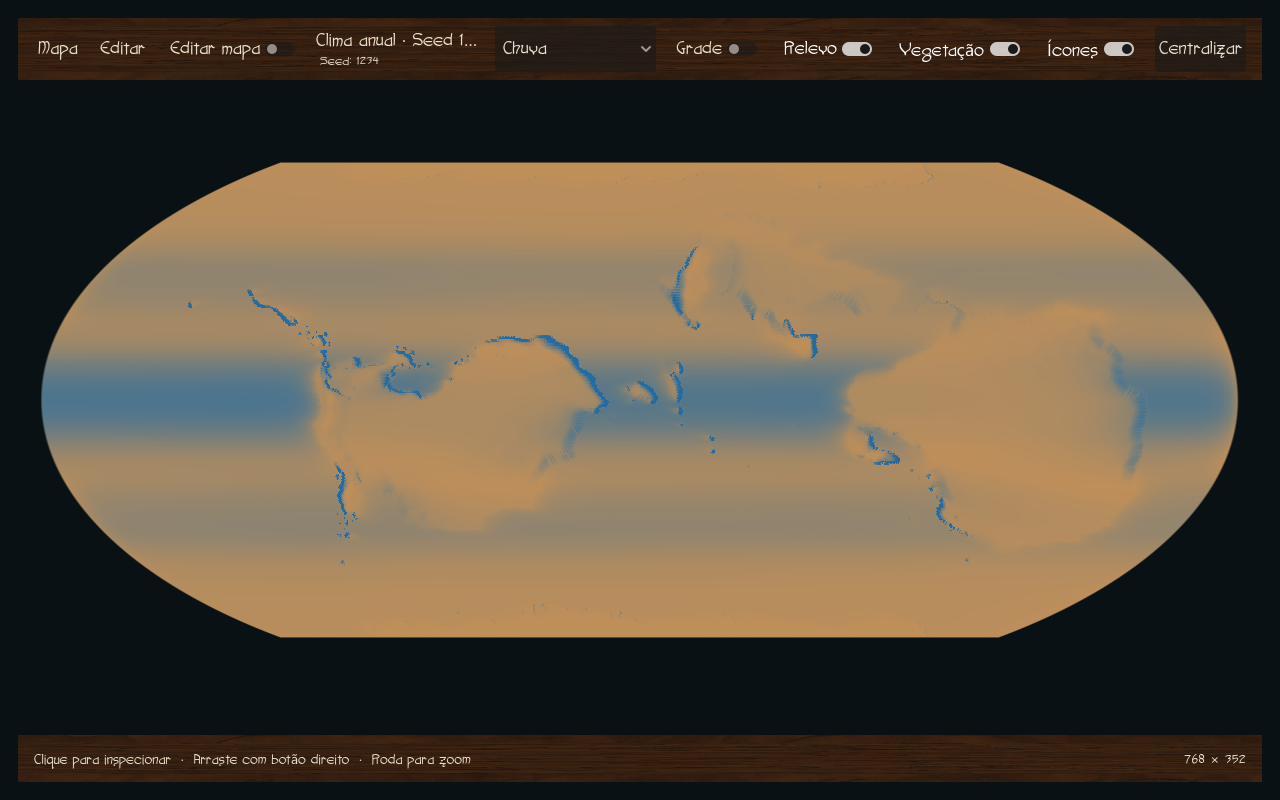 Mapa
Editar
Editar mapa
Clima anual · Seed 1...
Seed: 1234
Chuva
Grade
Relevo
Vegetação
Ícones
Centralizar
Clique para inspecionar · Arraste com botão direito · Roda para zoom
768 × 352